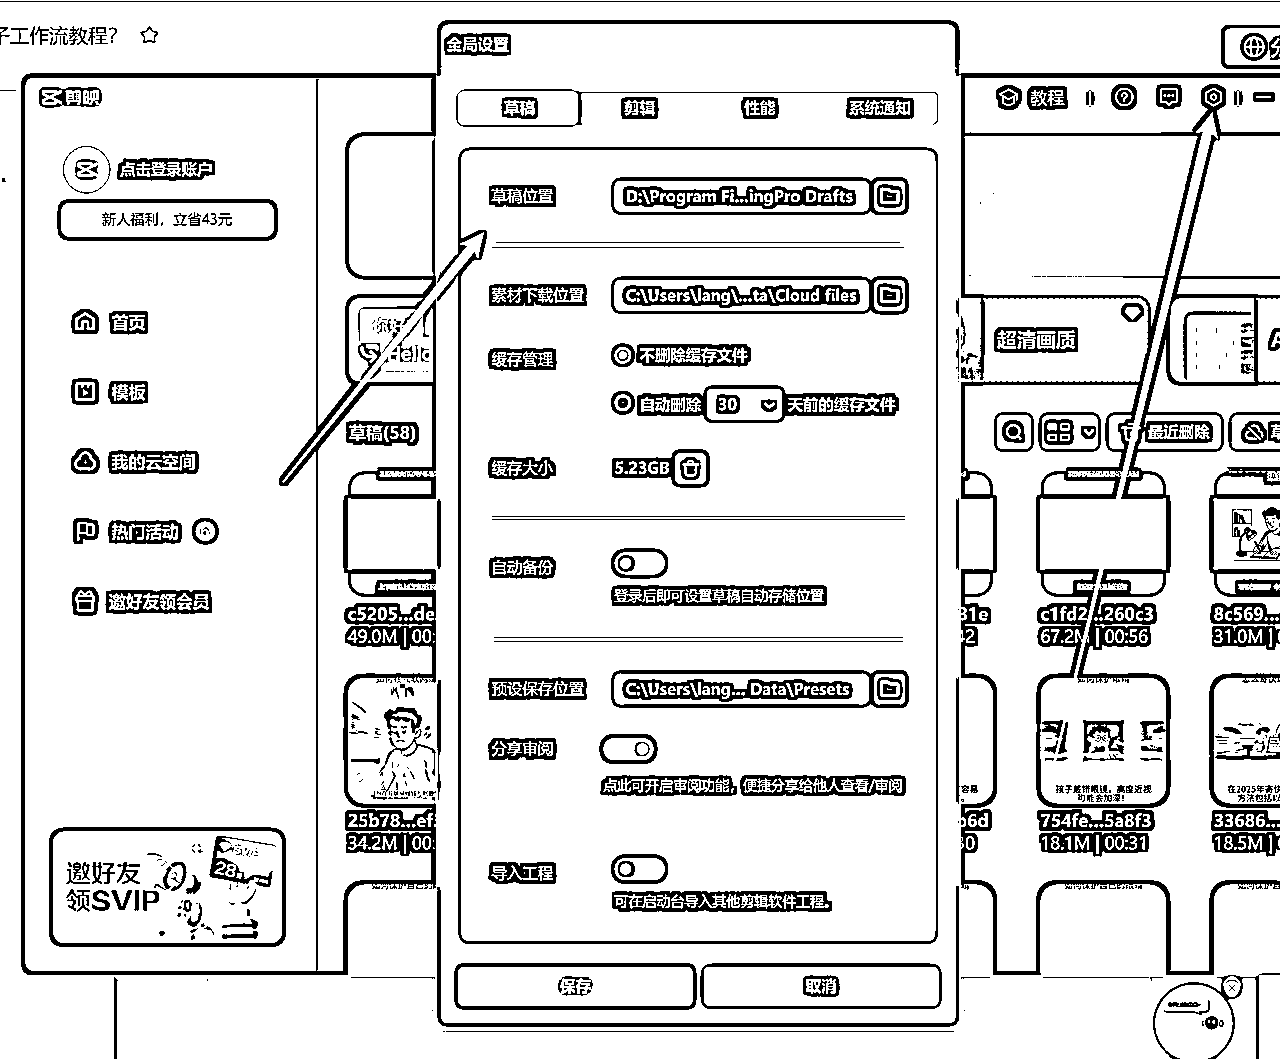 子工作流教程?
全局设置
剪映
草稿
剪辑
性能
系统通知
教程
点击登录账户
新人福利，立省43元
草稿位置
D:\Program Fi...ingPro Drafts
素材下载位置
C:\Users\lang\...ta\Cloud files
缓存管理
不删除缓存文件
自动删除 30 天前的缓存文件
首页
模板
我的云空间
热门活动
邀好友领会员
你好
Hello
超清画质
草稿(58)
最近删除
缓存大小
5.23GB
自动备份
登录后即可设置草稿自动存储位置
c5205...de
49.0M | 00:
31e
42
c1fd2...260c3
67.2M | 00:56
8c569...
31.0M |
预设保存位置
C:\Users\lang... Data\Presets
分享审阅
点此可开启审阅功能，便捷分享给他人查看/审阅
孩子戴错眼镜，高度近视
可能会加深！
25b78...ef
34.2M | 00:
b6d
30
754fe...5a8f3
18.1M | 00:31
33686...
18.5M |
导入工程
可在启动台导入其他剪辑软件工程。
邀好友
领SVIP
28
保存
取消